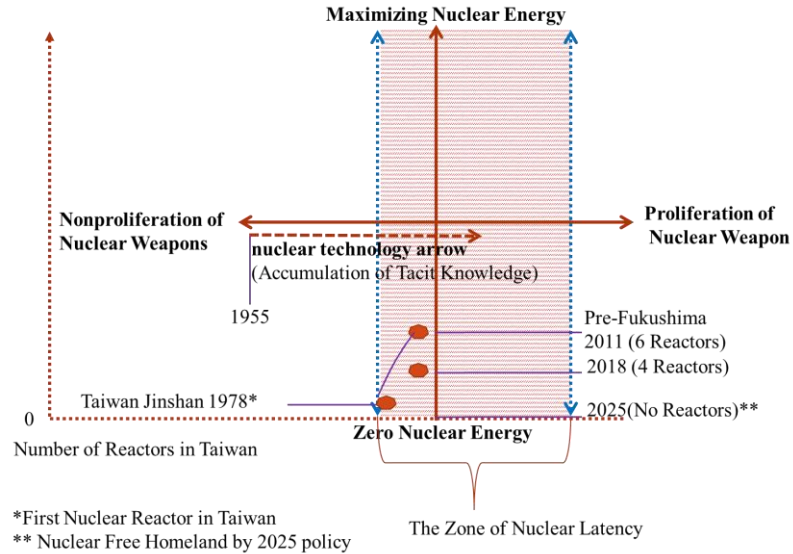 Maximizing Nuclear Energy
Nonproliferation of
Nuclear Weapons
Proliferation of
Nuclear Weapon
nuclear technology arrow
(Accumulation of Tacit Knowledge)
1955
Pre-Fukushima
2011 (6 Reactors)
2018 (4 Reactors)
Taiwan Jinshan 1978*
2025(No Reactors)**
0
Zero Nuclear Energy
Number of Reactors in Taiwan
The Zone of Nuclear Latency
*First Nuclear Reactor in Taiwan
** Nuclear Free Homeland by 2025 policy